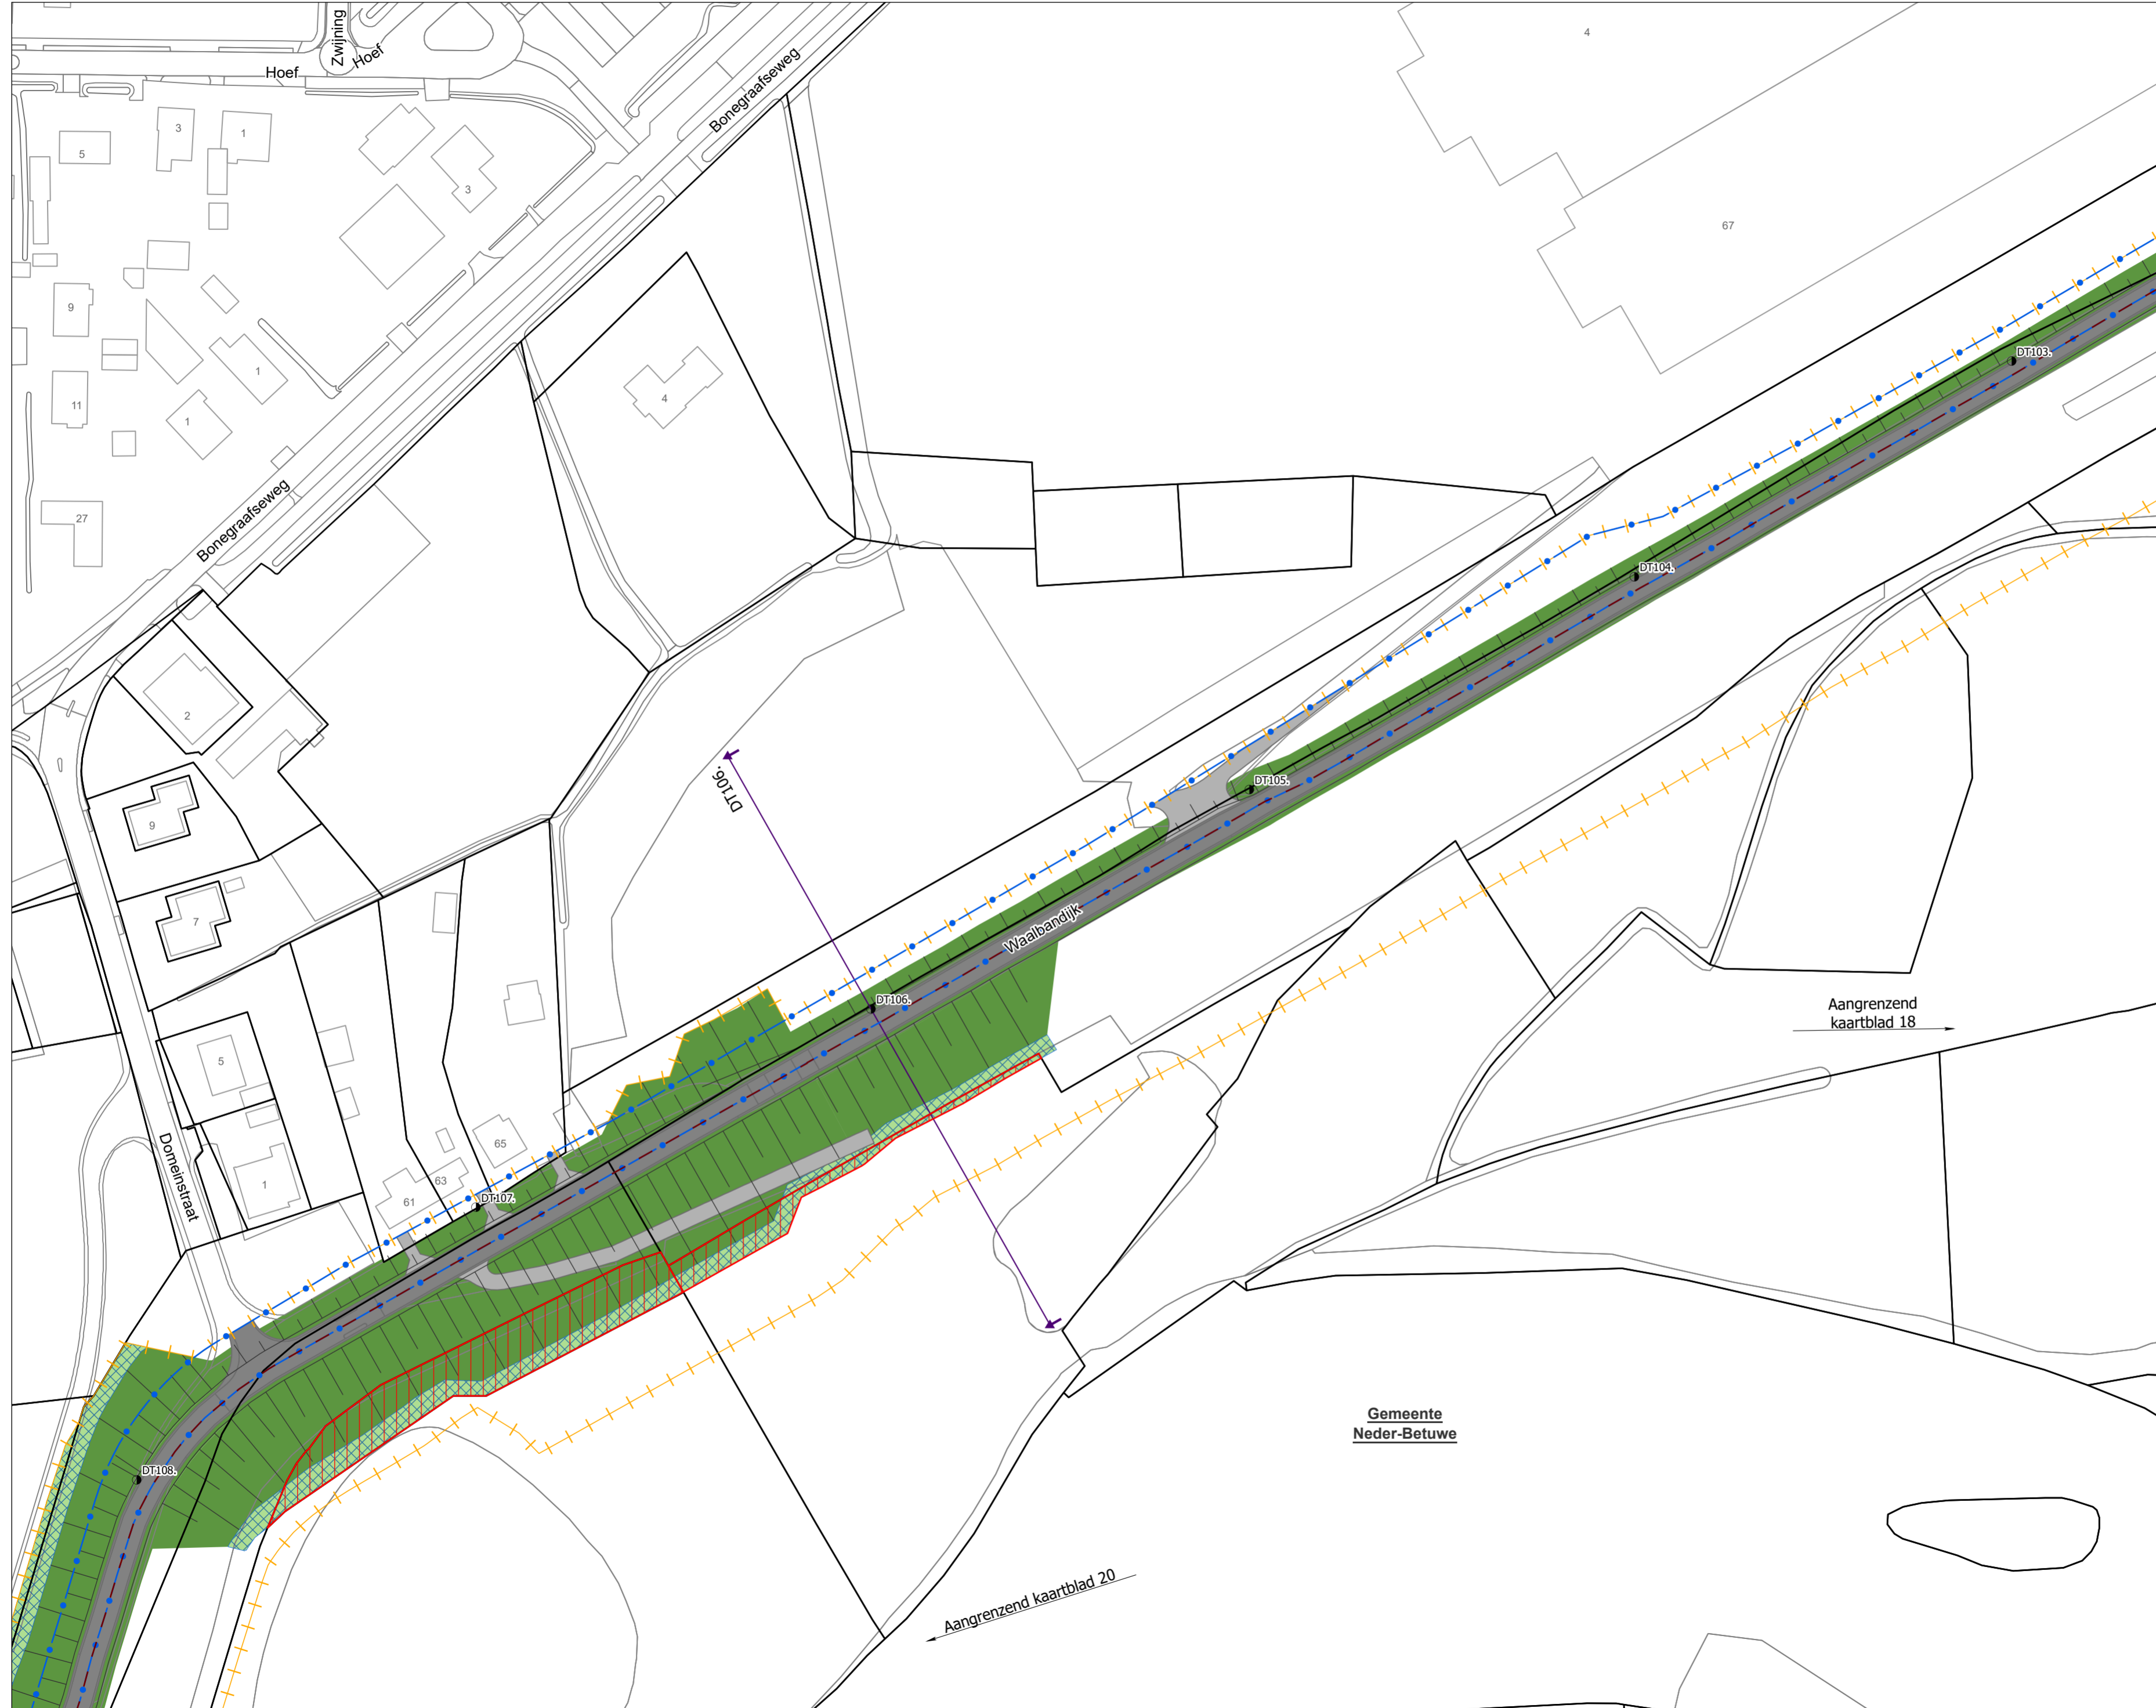 Zwijning
Hoef
Hoef
Bonegraafseweg
4
3
1
5
3
67
9
1
4
11
1
27
Bonegraafseweg
DT103.
DT104.
2
DT106.
DT105.
9
7
Waalbandijk
DT106.
Aangrenzend
kaartblad 18
5
65
Domeinstraat
1
63
61
DT107.
Gemeente
Neder-Betuwe
DT108.
Aangrenzend kaartblad 20